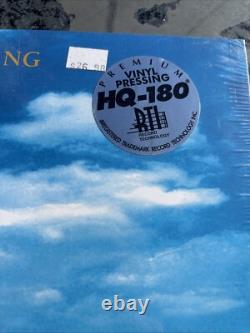 NG
$26.98
PREMIUM
VINYL
PRESSING
HQ-180
RTI
RECORD
TECHNOLOGY
REGISTERED TRADEMARK RECORD TECHNOLOGY INC.